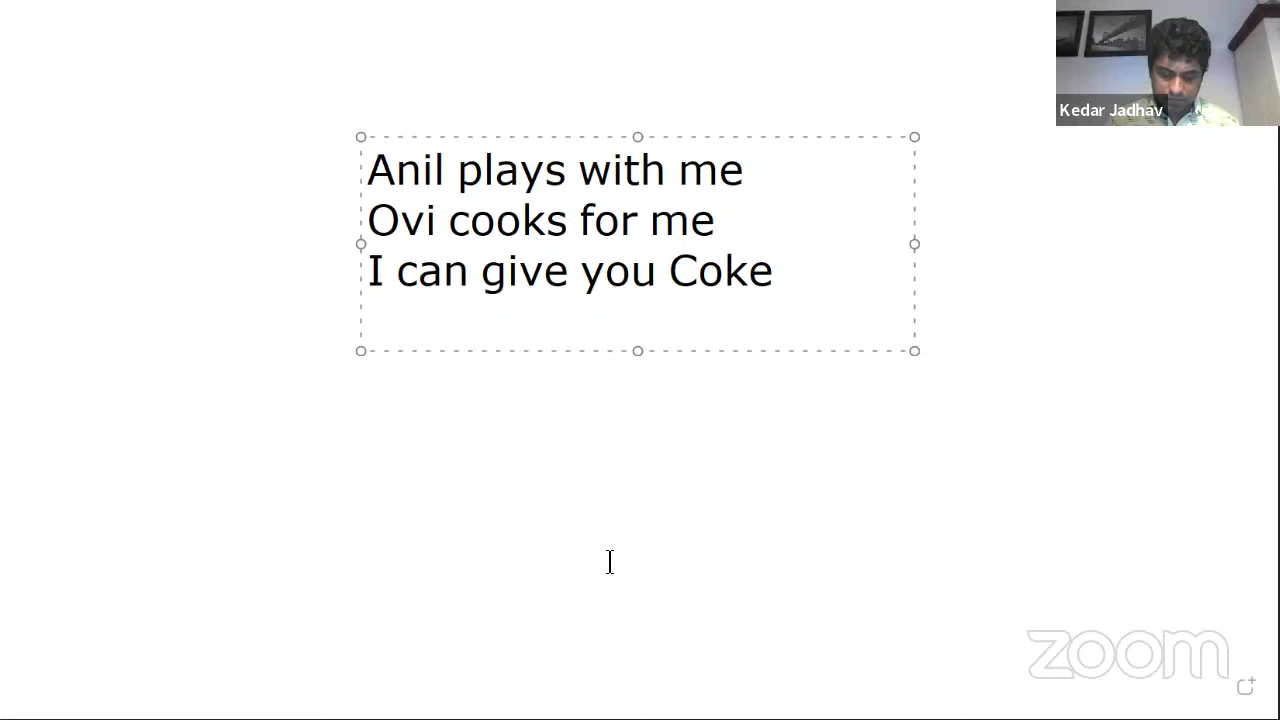 Kedar Jadhav
Anil plays with me
Ovi cooks for me
I can give you Coke
zoom